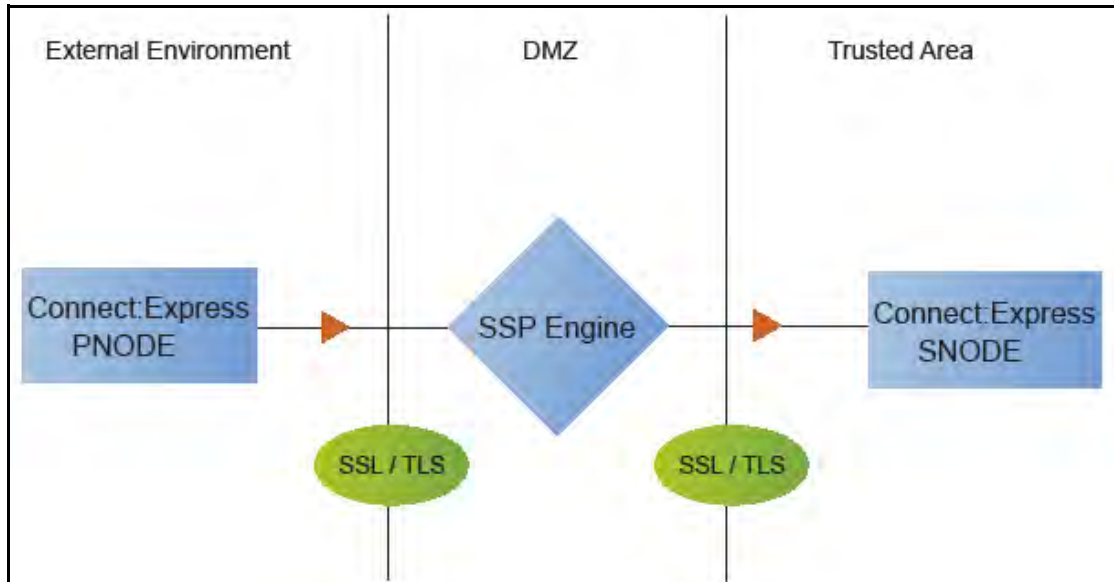 External Environment
DMZ
Trusted Area
Connect:Express
PNODE
SSP Engine
Connect:Express
SNODE
SSL / TLS
SSL / TLS